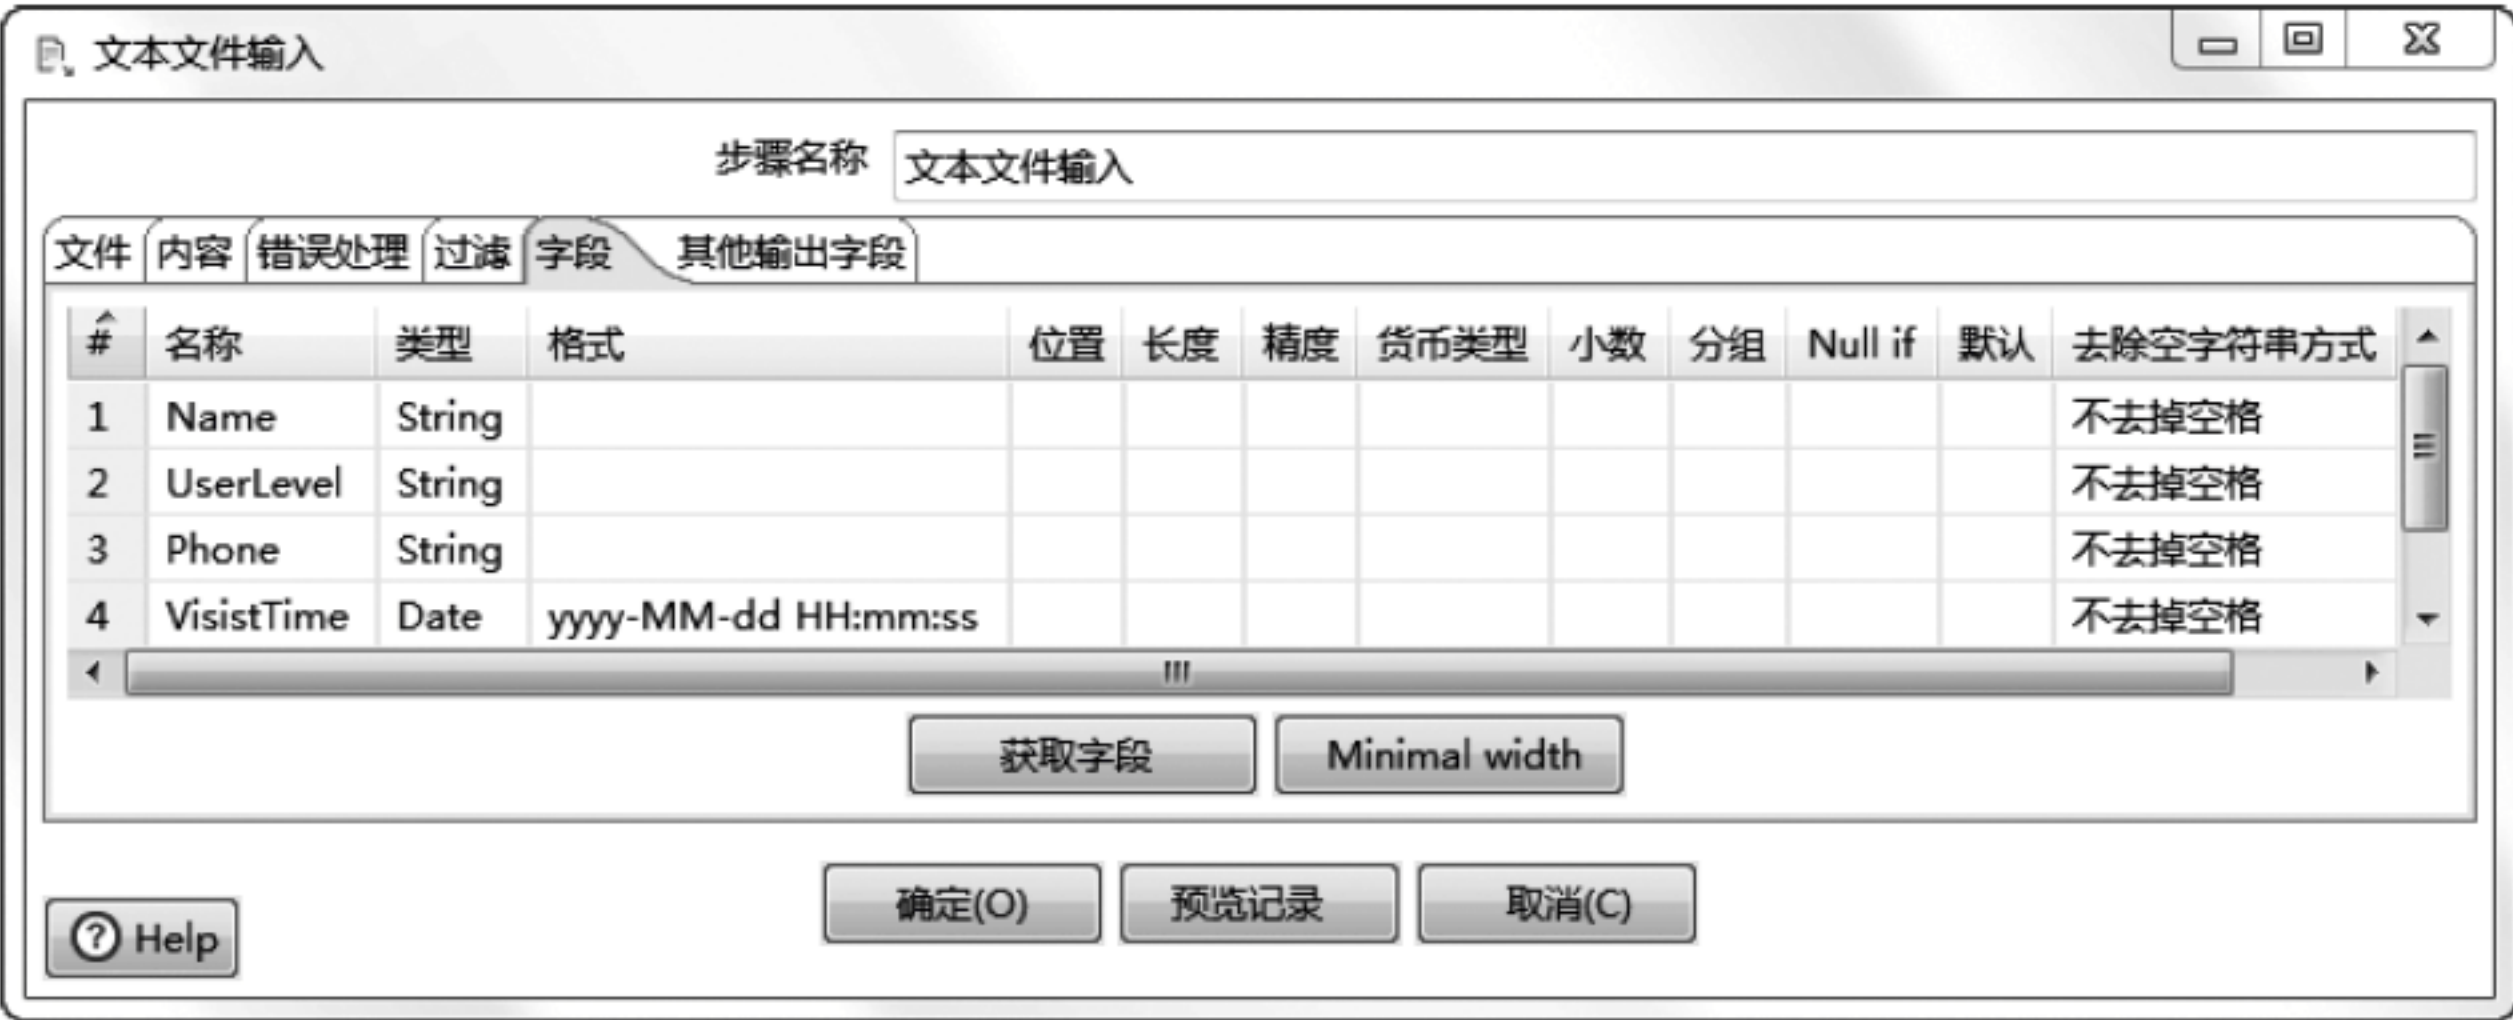 文本文件输入
步骤名称 文本文件输入
文件 内容 错误处理 过滤 字段 其他输出字段
# 名称 类型 格式 位置 长度 精度 货币类型 小数 分组 Null if 默认 去除空字符串方式
1 Name String 不去掉空格
2 UserLevel String 不去掉空格
3 Phone String 不去掉空格
4 VisistTime Date yyyy-MM-dd HH:mm:ss 不去掉空格
获取字段 Minimal width
确定(O) 预览记录 取消(C)
Help